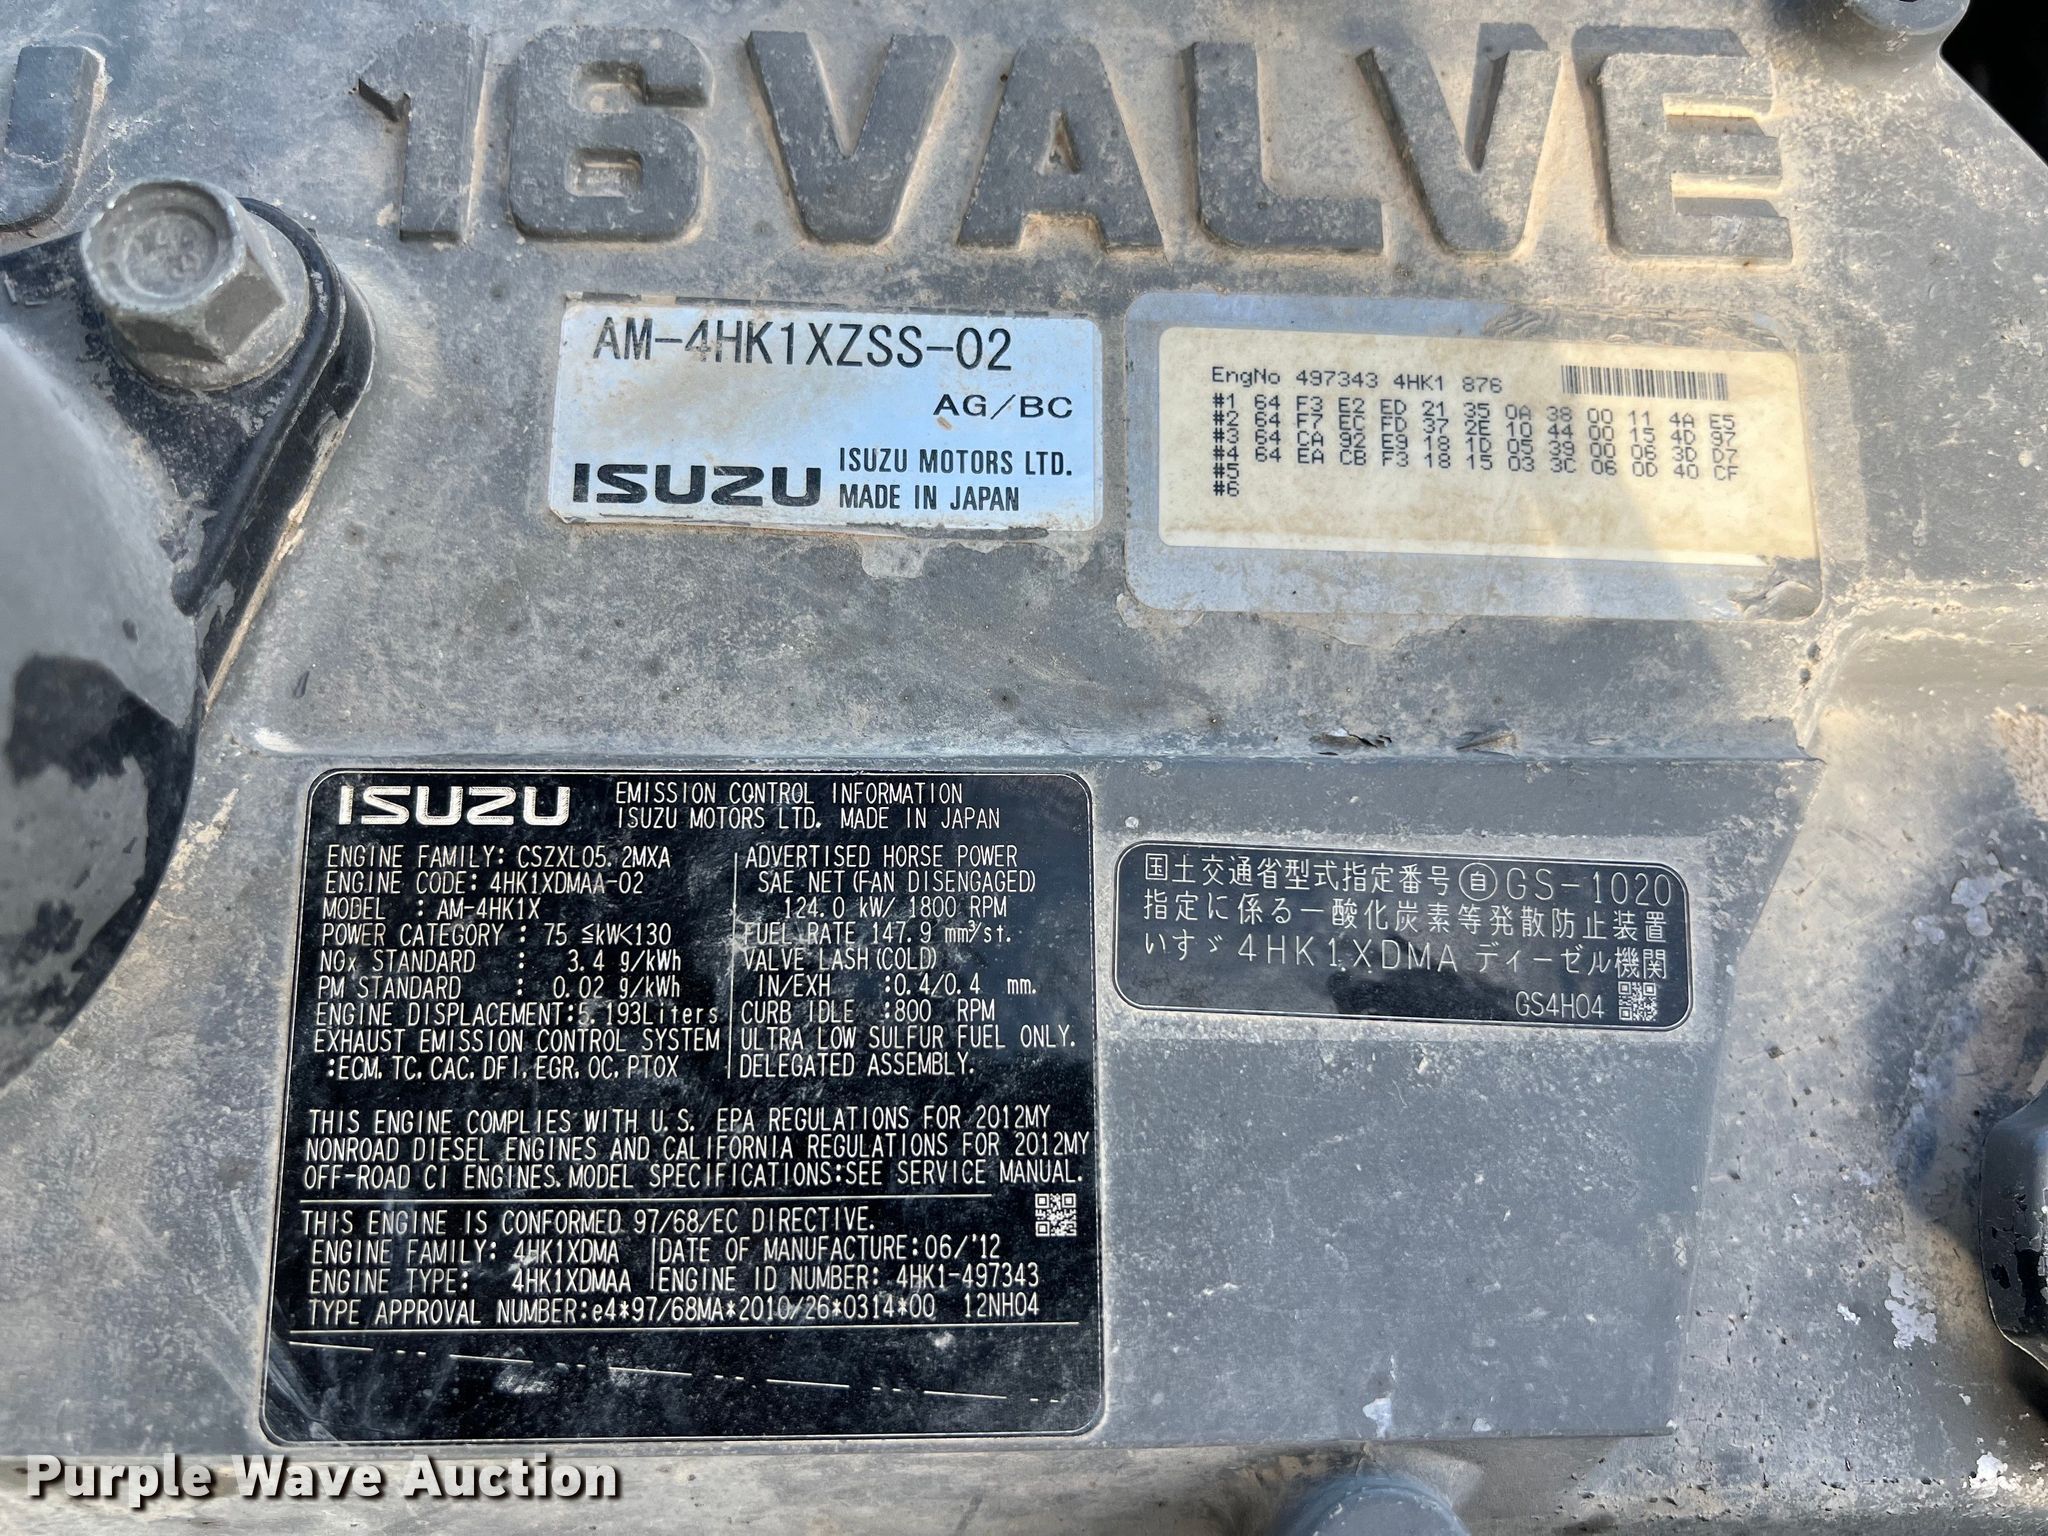 U 16VALVE
AM-4HK1XZSS-02
AG/BC
ISUZU
ISUZU MOTORS LTD.
MADE IN JAPAN
EngNo 497343 4HK1 876
#1 64 F3 E2 ED 21 35 0A 38 00 11 4A E5
#2 64 F7 EC FD 37 2E 10 44 00 15 4D 97
#3 64 CA 92 E9 18 1D 05 39 00 06 3D D7
#4 64 EA CB F3 18 15 03 3C 06 0D 40 CF
#5
#6
ISUZU
EMISSION CONTROL INFORMATION
ISUZU MOTORS LTD. MADE IN JAPAN
ENGINE FAMILY: CSZXL05.2MXA
ENGINE CODE: 4HK1XDMAA-02
MODEL : AM-4HK1X
POWER CATEGORY : 75 ≦kW<130
NOx STANDARD : 3.4 g/kWh
PM STANDARD : 0.02 g/kWh
ENGINE DISPLACEMENT:5.193Liters
EXHAUST EMISSION CONTROL SYSTEM
:ECM,TC,CAC,DFI,EGR,OC,PTOX
ADVERTISED HORSE POWER
SAE NET(FAN DISENGAGED)
124.0 kW/ 1800 RPM
FUEL RATE 147.9 mm³/st.
VALVE LASH(COLD)
IN/EXH :0.4/0.4 mm.
CURB IDLE :800 RPM
ULTRA LOW SULFUR FUEL ONLY.
DELEGATED ASSEMBLY.
THIS ENGINE COMPLIES WITH U.S. EPA REGULATIONS FOR 2012MY
NONROAD DIESEL ENGINES AND CALIFORNIA REGULATIONS FOR 2012MY
OFF-ROAD CI ENGINES.MODEL SPECIFICATIONS:SEE SERVICE MANUAL.
THIS ENGINE IS CONFORMED 97/68/EC DIRECTIVE.
ENGINE FAMILY: 4HK1XDMA DATE OF MANUFACTURE:06/'12
ENGINE TYPE: 4HK1XDMAA ENGINE ID NUMBER: 4HK1-497343
TYPE APPROVAL NUMBER:e4*97/68MA*2010/26*0314*00 12NH04
国土交通省型式指定番号 自 GS-1020
指定に係る一酸化炭素等発散防止装置
いすゞ 4HK1XDMA ディーゼル機関
GS4H04
Purple Wave Auction